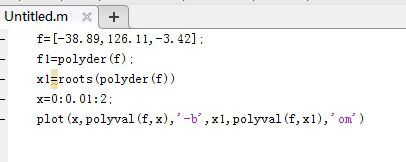 Untitled.m × +
f=[-38.89,126.11,-3.42];
f1=polyder(f);
x1=roots(polyder(f))
x=0:0.01:2;
plot(x,polyval(f,x),'-b',x1,polyval(f,x1),'om')